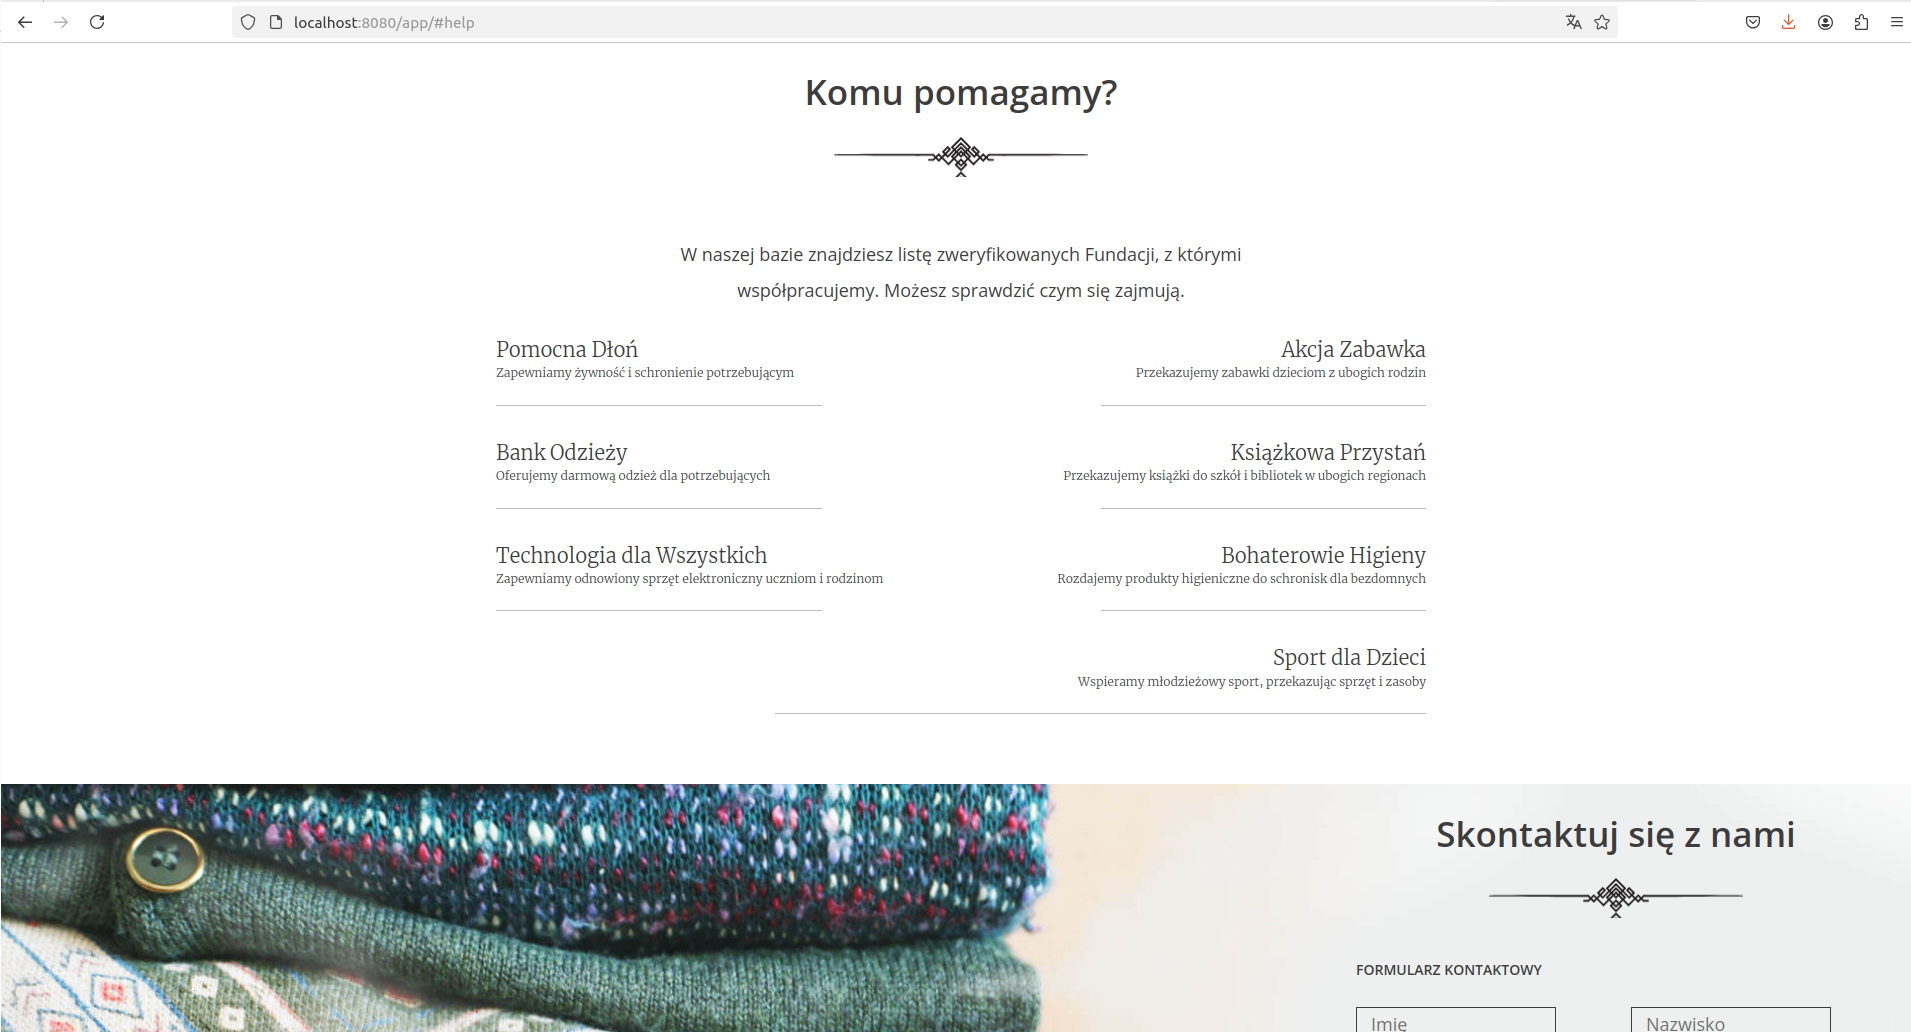 localhost:8080/app/#help
Komu pomagamy?
W naszej bazie znajdziesz listę zweryfikowanych Fundacji, z którymi
współpracujemy. Możesz sprawdzić czym się zajmują.
Pomocna Dłoń
Zapewniamy żywność i schronienie potrzebującym
Akcja Zabawka
Przekazujemy zabawki dzieciom z ubogich rodzin
Bank Odzieży
Oferujemy darmową odzież dla potrzebujących
Książkowa Przystań
Przekazujemy książki do szkół i bibliotek w ubogich regionach
Technologia dla Wszystkich
Zapewniamy odnowiony sprzęt elektroniczny uczniom i rodzinom
Bohaterowie Higieny
Rozdajemy produkty higieniczne do schronisk dla bezdomnych
Sport dla Dzieci
Wspieramy młodzieżowy sport, przekazując sprzęt i zasoby
Skontaktuj się z nami
FORMULARZ KONTAKTOWY
Imię
Nazwisko